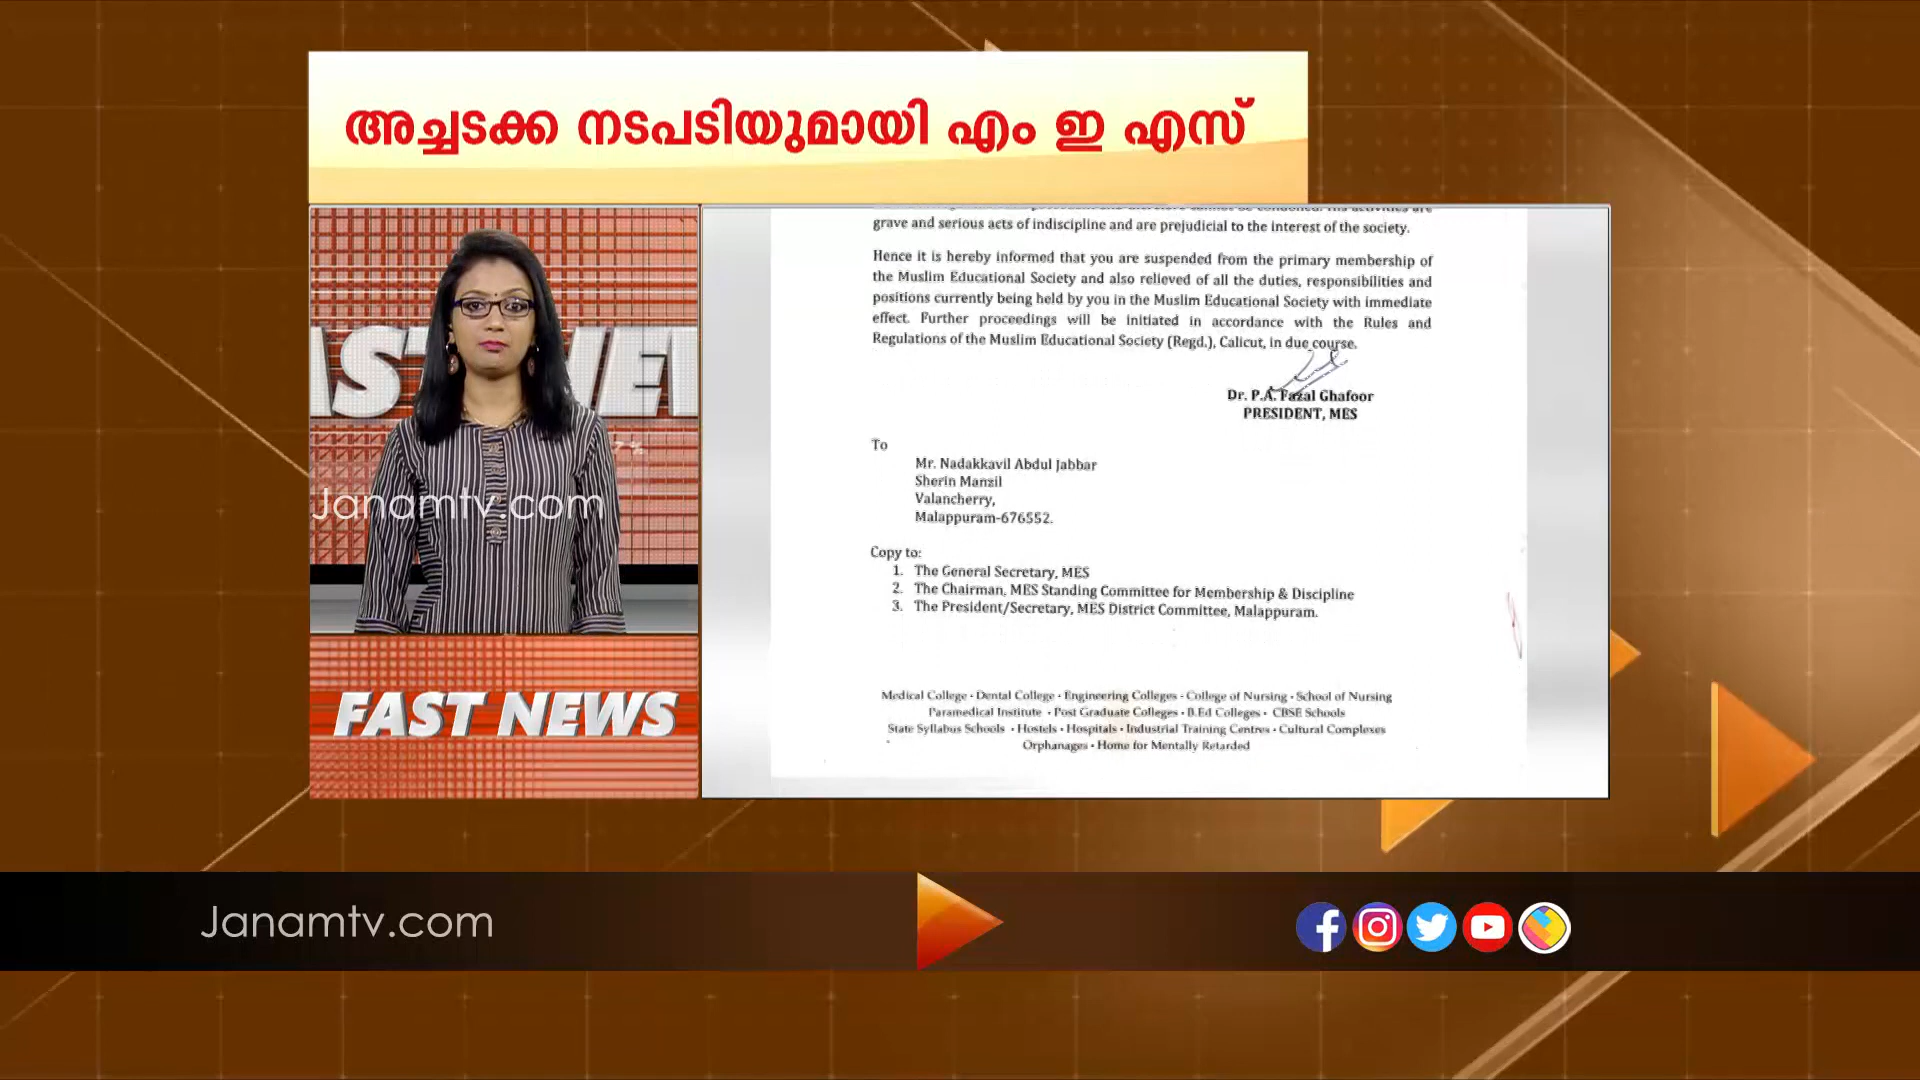 അച്ചടക്ക നടപടിയുമായി എം ഇ എസ്
grave and serious acts of indiscipline and are prejudicial to the interest of the society.
Hence it is hereby informed that you are suspended from the primary membership of
the Muslim Educational Society and also relieved of all the duties, responsibilities and
positions currently being held by you in the Muslim Educational Society with immediate
effect. Further proceedings will be initiated in accordance with the Rules and
Regulations of the Muslim Educational Society (Regd.), Calicut, in due course.
Dr. P.A. Fazal Ghafoor
PRESIDENT, MES
To
Mr. Nadakkavil Abdul Jabbar
Sherin Manzil
Valancherry,
Malappuram-676552.
Copy to:
1. The General Secretary, MES
2. The Chairman, MES Standing Committee for Membership & Discipline
3. The President/Secretary, MES District Committee, Malappuram.
Medical College • Dental College • Engineering Colleges • College of Nursing • School of Nursing
Paramedical Institute • Post Graduate Colleges • B.Ed Colleges • CBSE Schools
State Syllabus Schools • Hostels • Hospitals • Industrial Training Centres • Cultural Complexes
Orphanages • Home for Mentally Retarded
Janamtv.com
FAST NEWS
Janamtv.com